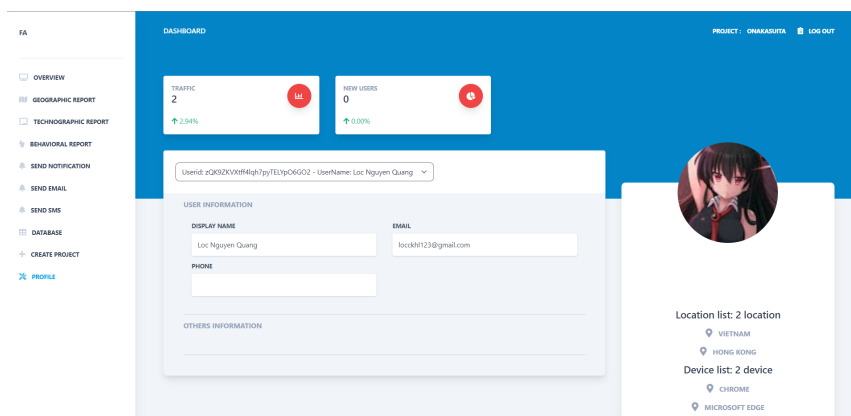 FA
DASHBOARD
PROJECT : ONAKASUITA
LOG OUT
OVERVIEW
GEOGRAPHIC REPORT
TECHNOGRAPHIC REPORT
BEHAVIORAL REPORT
SEND NOTIFICATION
SEND EMAIL
SEND SMS
DATABASE
CREATE PROJECT
PROFILE
TRAFFIC
2
2.94%
NEW USERS
0
0.00%
Userid: zQK9ZKVXtff4lqh7pyTELYpO6GO2 - UserName: Loc Nguyen Quang
USER INFORMATION
DISPLAY NAME
Loc Nguyen Quang
EMAIL
locckhl123@gmail.com
PHONE
OTHERS INFORMATION
Location list: 2 location
VIETNAM
HONG KONG
Device list: 2 device
CHROME
MICROSOFT EDGE